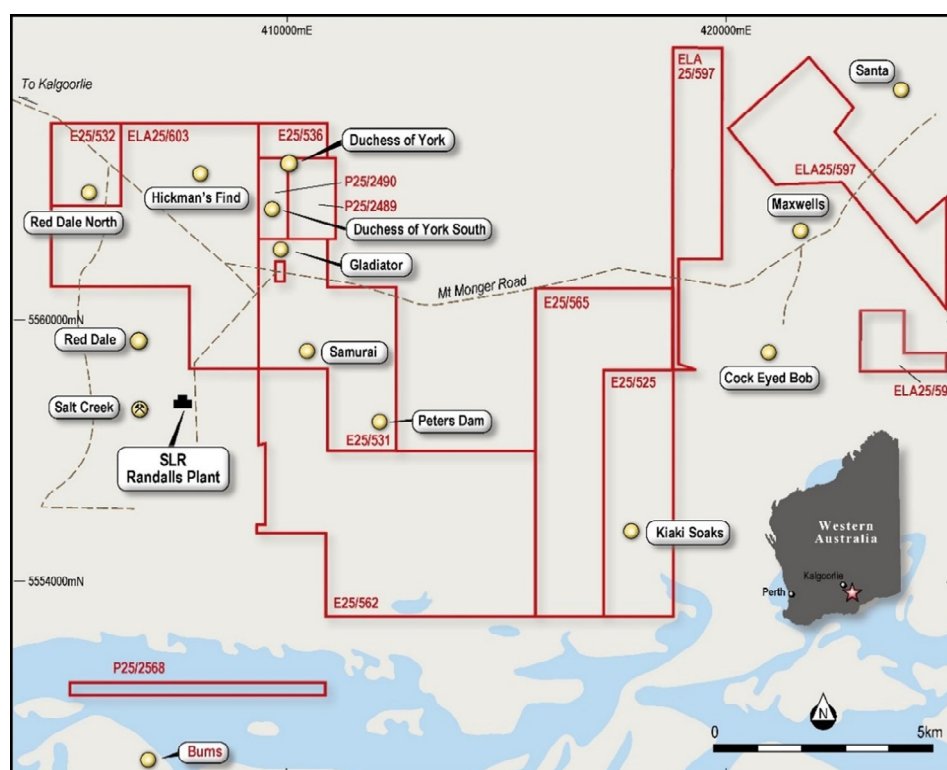 410000mE
420000mE
To Kalgoorlie
ELA
25/597
Santa
E25/532
ELA25/603
E25/536
Duchess of York
P25/2490
ELA25/597
Hickman's Find
P25/2489
Red Dale North
Duchess of York South
Maxwells
Gladiator
Mt Monger Road
E25/565
5560000mN
Red Dale
Samurai
Cock Eyed Bob
E25/525
ELA25/59
Salt Creek
Peters Dam
E25/531
SLR
Randalls Plant
Kiaki Soaks
Western
Australia
Kalgoorlie
Perth
5554000mN
E25/562
P25/2568
N
0
5km
Bums